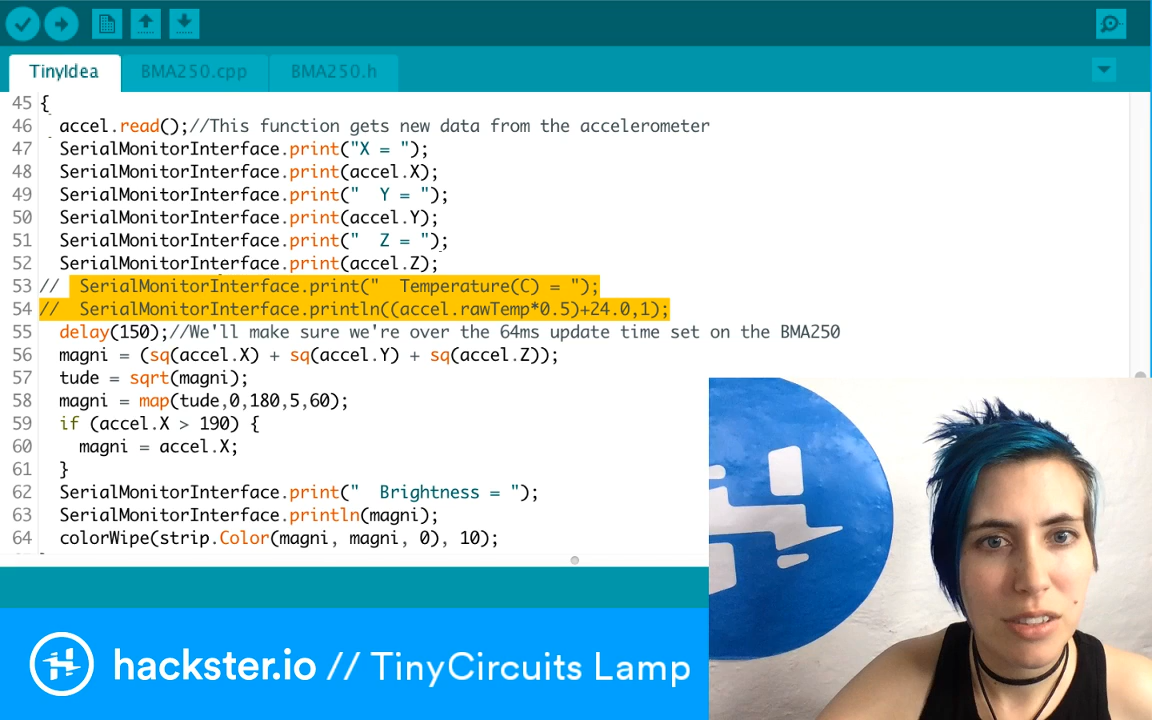 TinyIdea BMA250.cpp BMA250.h
45 {
46 accel.read();//This function gets new data from the accelerometer
47 SerialMonitorInterface.print("X = ");
48 SerialMonitorInterface.print(accel.X);
49 SerialMonitorInterface.print("  Y = ");
50 SerialMonitorInterface.print(accel.Y);
51 SerialMonitorInterface.print("  Z = ");
52 SerialMonitorInterface.print(accel.Z);
53 //  SerialMonitorInterface.print("  Temperature(C) = ");
54 //  SerialMonitorInterface.println((accel.rawTemp*0.5)+24.0,1);
55 delay(150);//We'll make sure we're over the 64ms update time set on the BMA250
56 magni = (sq(accel.X) + sq(accel.Y) + sq(accel.Z));
57 tude = sqrt(magni);
58 magni = map(tude,0,180,5,60);
59 if (accel.X > 190) {
60 magni = accel.X;
61 }
62 SerialMonitorInterface.print("  Brightness = ");
63 SerialMonitorInterface.println(magni);
64 colorWipe(strip.Color(magni, magni, 0), 10);
hackster.io // TinyCircuits Lamp